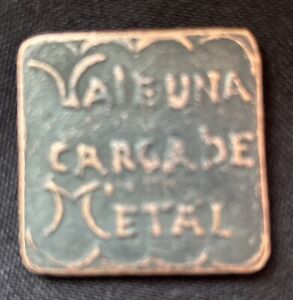 VALE UNA
CARGA DE
METAL